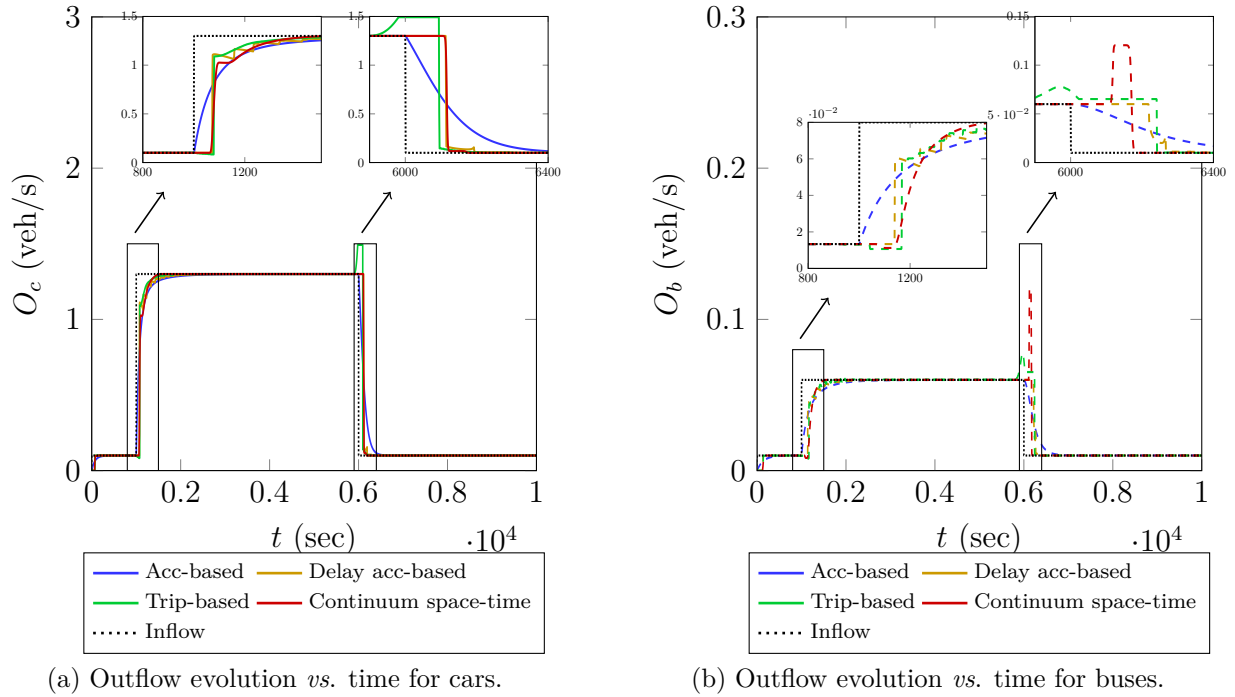 3
2
1
0
O_c (veh/s)
0 0.2 0.4 0.6 0.8 1
t (sec)
·10^4
1.5
1
0.5
0
800 1200
1.5
1
0.5
0
6000 6400
Acc-based Delay acc-based
Trip-based Continuum space-time
Inflow
(a) Outflow evolution vs. time for cars.
0.3
0.2
0.1
0
O_b (veh/s)
0 0.2 0.4 0.6 0.8 1
t (sec)
·10^4
·10^-2
8
6
4
2
0
800 1200
0.15
0.1
5 · 10^-2
0
6000 6400
Acc-based Delay acc-based
Trip-based Continuum space-time
Inflow
(b) Outflow evolution vs. time for buses.